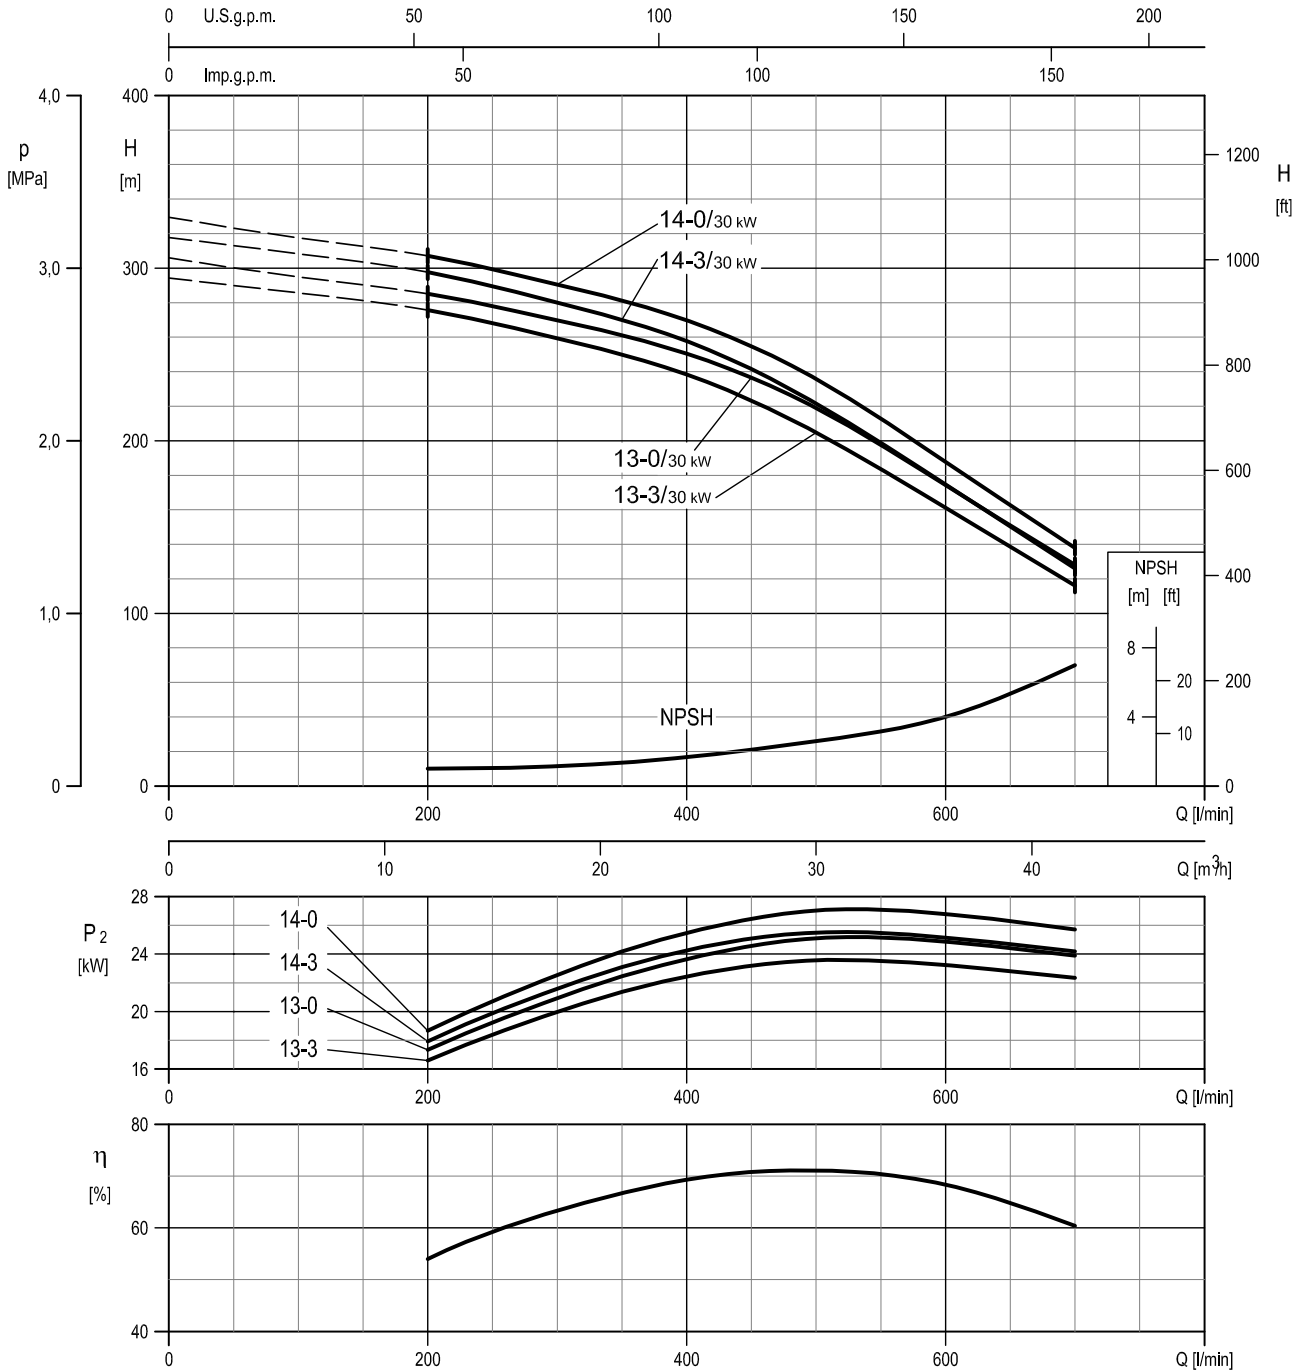 0 U.S.g.p.m. 50 100 150 200
0 Imp.g.p.m. 50 100 150
4,0 400
p H
[MPa] [m]
1200
H
[ft]
14-0/30 kW
14-3/30 kW
3,0 300 1000
800
2,0 200
13-0/30 kW
13-3/30 kW
600
NPSH
[m] [ft]
400
1,0 100
8
20
200
NPSH
4
10
0 0 0
0 200 400 600 Q [l/min]
0 10 20 30 40 Q [m³/h]
28
P2
[kW]
14-0
24
14-3
13-0
20
13-3
16
0 200 400 600 Q [l/min]
80
η
[%]
60
40
0 200 400 600 Q [l/min]